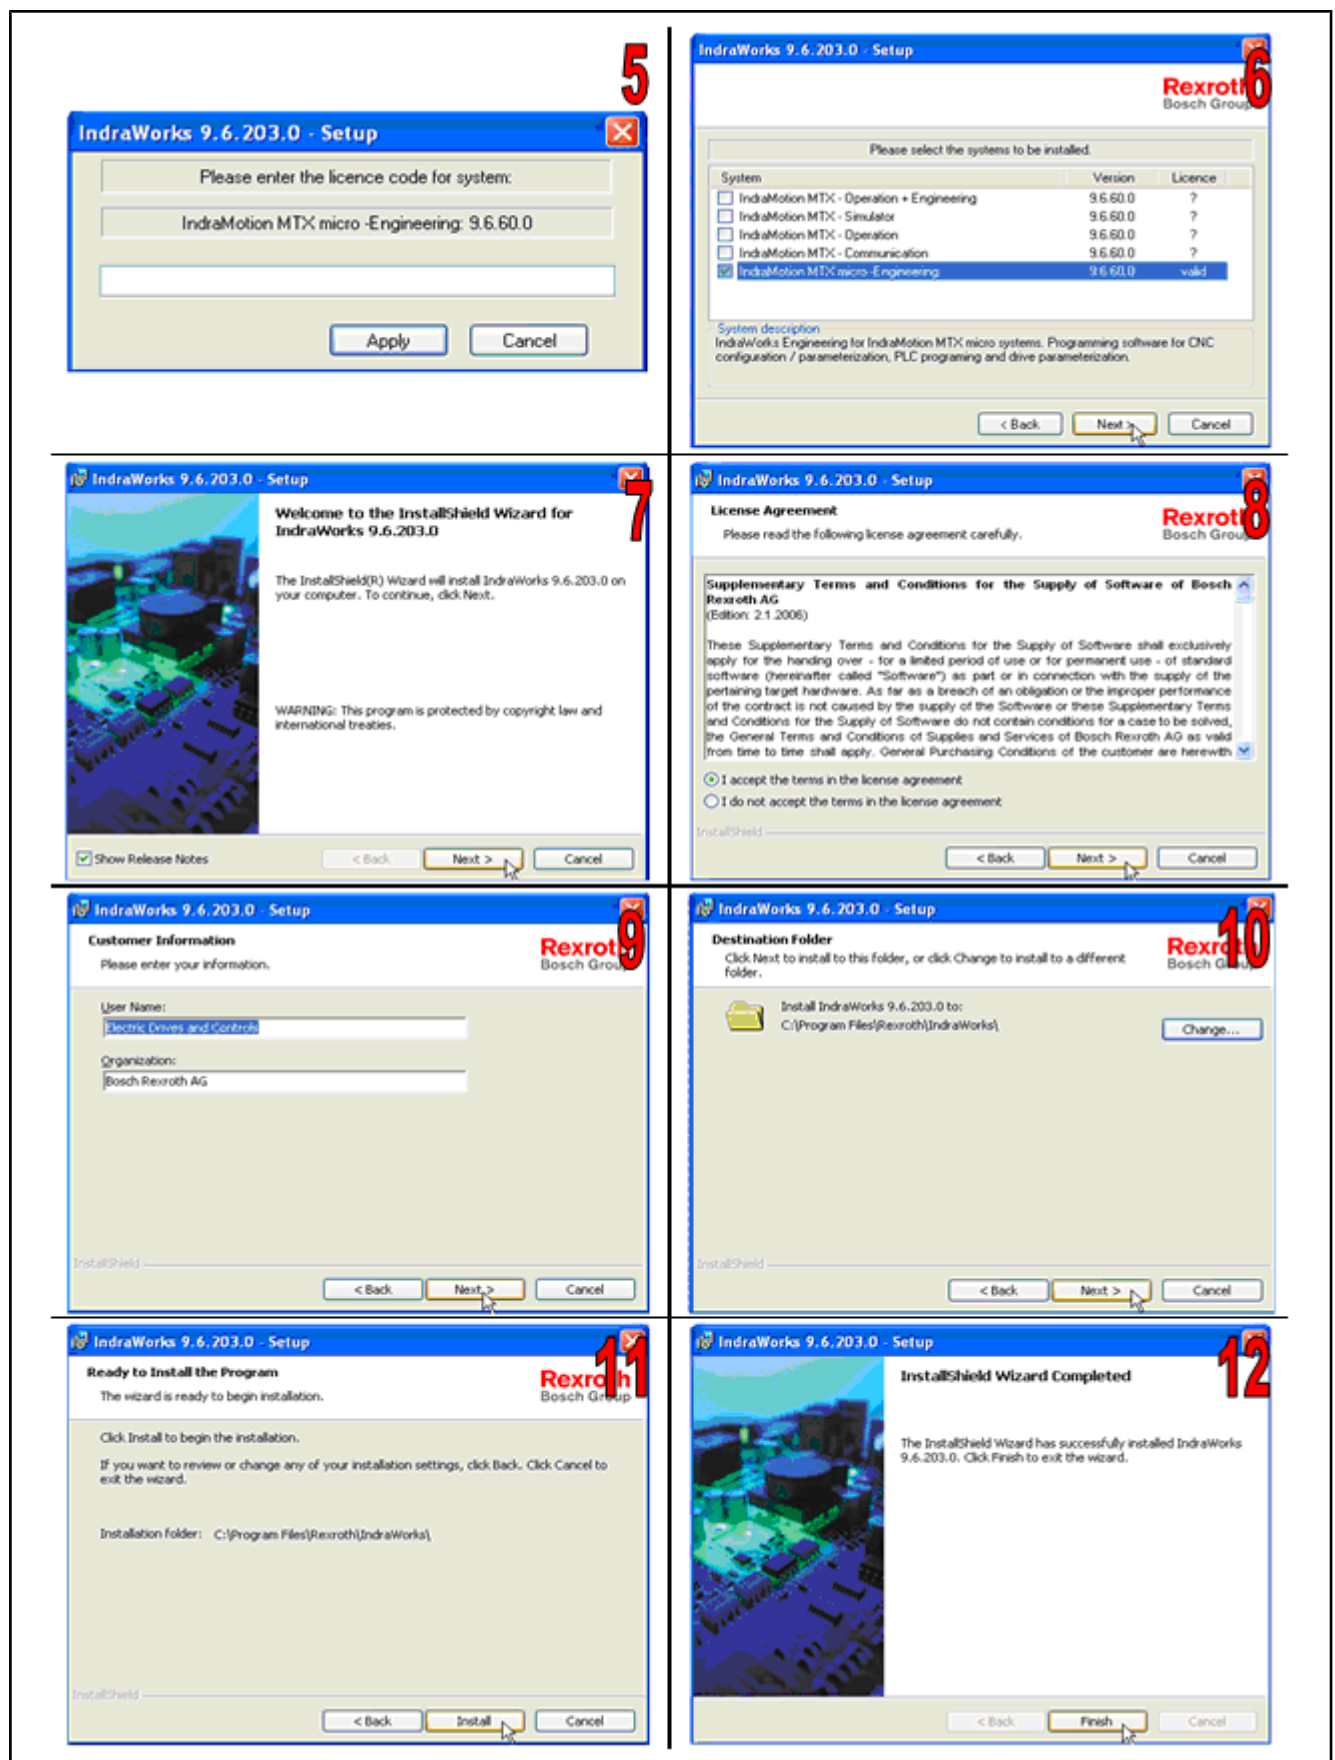 5
IndraWorks 9.6.203.0 - Setup
Please enter the licence code for system:
IndraMotion MTX micro -Engineering: 9.6.60.0
Apply Cancel
6
IndraWorks 9.6.203.0 - Setup
Rexroth
Bosch Group
Please select the systems to be installed.
System Version Licence
IndraMotion MTX - Operation + Engineering 9.6.60.0 ?
IndraMotion MTX - Simulator 9.6.60.0 ?
IndraMotion MTX - Operation 9.6.60.0 ?
IndraMotion MTX - Communication 9.6.60.0 ?
IndraMotion MTX micro -Engineering 9.6.60.0 valid
System description
IndraWorks Engineering for IndraMotion MTX micro systems. Programming software for CNC
configuration / parameterization, PLC programing and drive parameterization.
< Back Next > Cancel
7
IndraWorks 9.6.203.0 - Setup
Welcome to the InstallShield Wizard for
IndraWorks 9.6.203.0
The InstallShield(R) Wizard will install IndraWorks 9.6.203.0 on
your computer. To continue, click Next.
WARNING: This program is protected by copyright law and
international treaties.
Show Release Notes < Back Next > Cancel
8
IndraWorks 9.6.203.0 - Setup
License Agreement
Please read the following license agreement carefully.
Rexroth
Bosch Group
Supplementary Terms and Conditions for the Supply of Software of Bosch
Rexroth AG
(Edition: 2.1.2006)
These Supplementary Terms and Conditions for the Supply of Software shall exclusively
apply for the handing over - for a limited period of use or for permanent use - of standard
software (hereinafter called "Software") as part or in connection with the supply of the
pertaining target hardware. As far as a breach of an obligation or the improper performance
of the contract is not caused by the supply of the Software or these Supplementary Terms
and Conditions for the Supply of Software do not contain conditions for a case to be solved,
the General Terms and Conditions of Supplies and Services of Bosch Rexroth AG as valid
from time to time shall apply. General Purchasing Conditions of the customer are herewith
I accept the terms in the license agreement
I do not accept the terms in the license agreement
InstallShield
< Back Next > Cancel
9
IndraWorks 9.6.203.0 - Setup
Customer Information
Please enter your information.
Rexroth
Bosch Group
User Name:
Electric Drives and Controls
Organization:
Bosch Rexroth AG
InstallShield
< Back Next > Cancel
10
IndraWorks 9.6.203.0 - Setup
Destination Folder
Click Next to install to this folder, or click Change to install to a different
folder.
Rexroth
Bosch Group
Install IndraWorks 9.6.203.0 to:
C:\Program Files\Rexroth\IndraWorks\
Change...
InstallShield
< Back Next > Cancel
11
IndraWorks 9.6.203.0 - Setup
Ready to Install the Program
The wizard is ready to begin installation.
Rexroth
Bosch Group
Click Install to begin the installation.
If you want to review or change any of your installation settings, click Back. Click Cancel to
exit the wizard.
Installation folder: C:\Program Files\Rexroth\IndraWorks\
InstallShield
< Back Install Cancel
12
IndraWorks 9.6.203.0 - Setup
InstallShield Wizard Completed
The InstallShield Wizard has successfully installed IndraWorks
9.6.203.0. Click Finish to exit the wizard.
< Back Finish Cancel